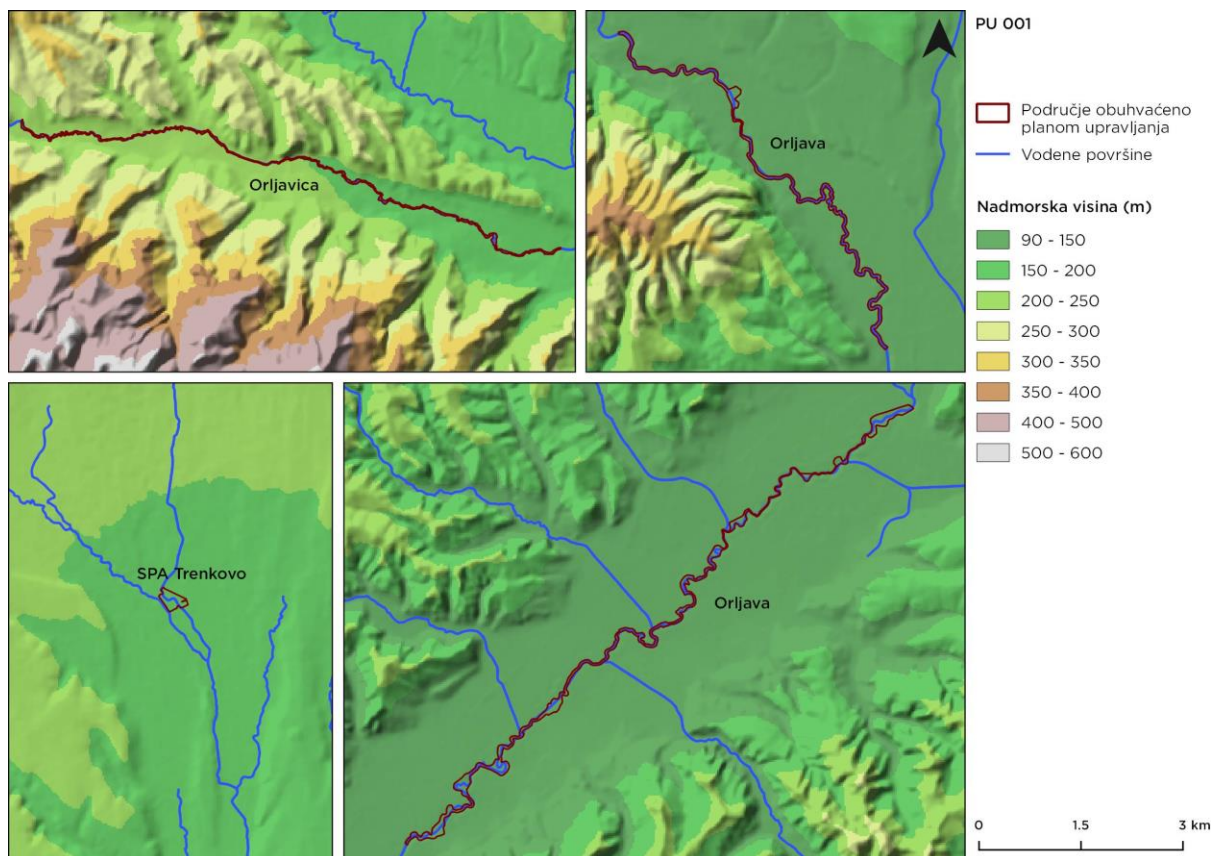 Orljavica
Orljava
SPA Trenkovo
Orljava
PU 001
Područje obuhvaćeno
planom upravljanja
Vodene površine
Nadmorska visina (m)
90 - 150
150 - 200
200 - 250
250 - 300
300 - 350
350 - 400
400 - 500
500 - 600
0 1.5 3 km